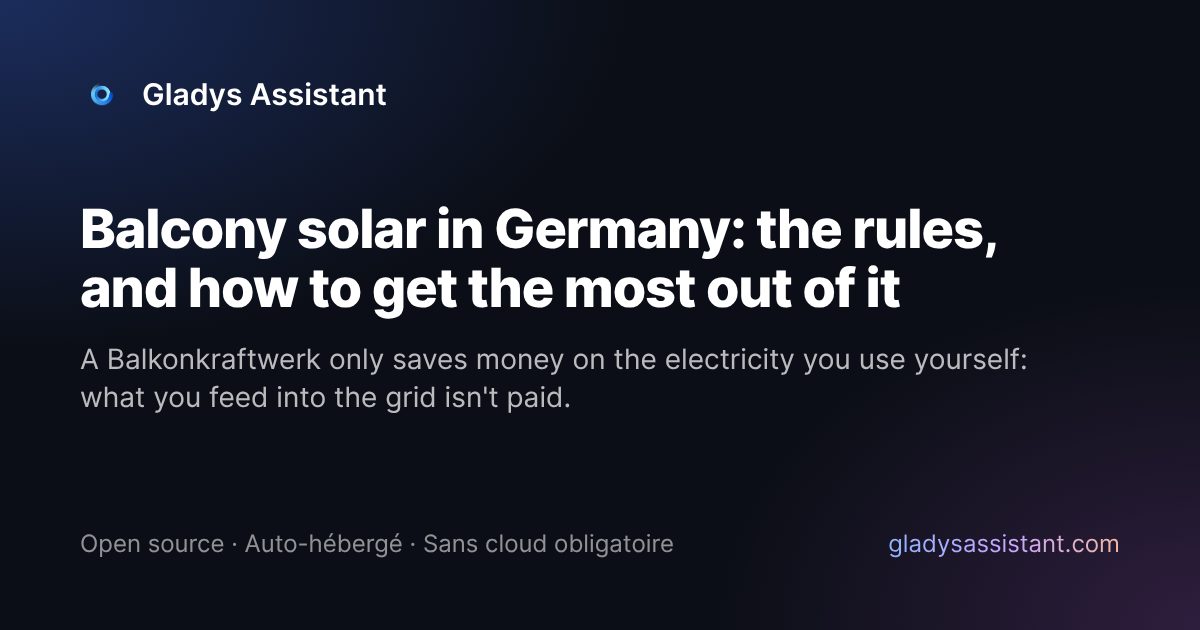 Gladys Assistant
Balcony solar in Germany: the rules,
and how to get the most out of it
A Balkonkraftwerk only saves money on the electricity you use yourself:
what you feed into the grid isn't paid.
Open source · Auto-hébergé · Sans cloud obligatoire
gladysassistant.com